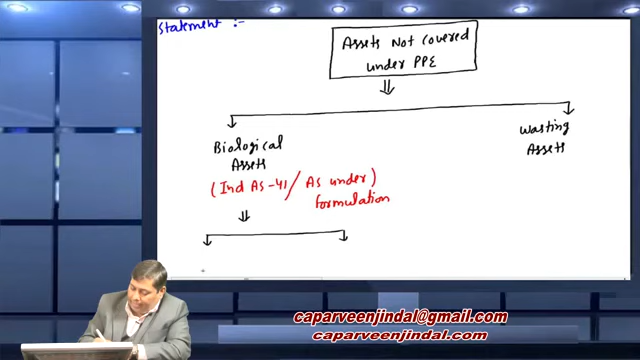 Statement :-
Assets Not Covered
under PPE
Biological
Assets
Wasting
Assets
(Ind AS-41/ As under)
formulation
caparveenjindal@gmail.com
caparveenjindal.com